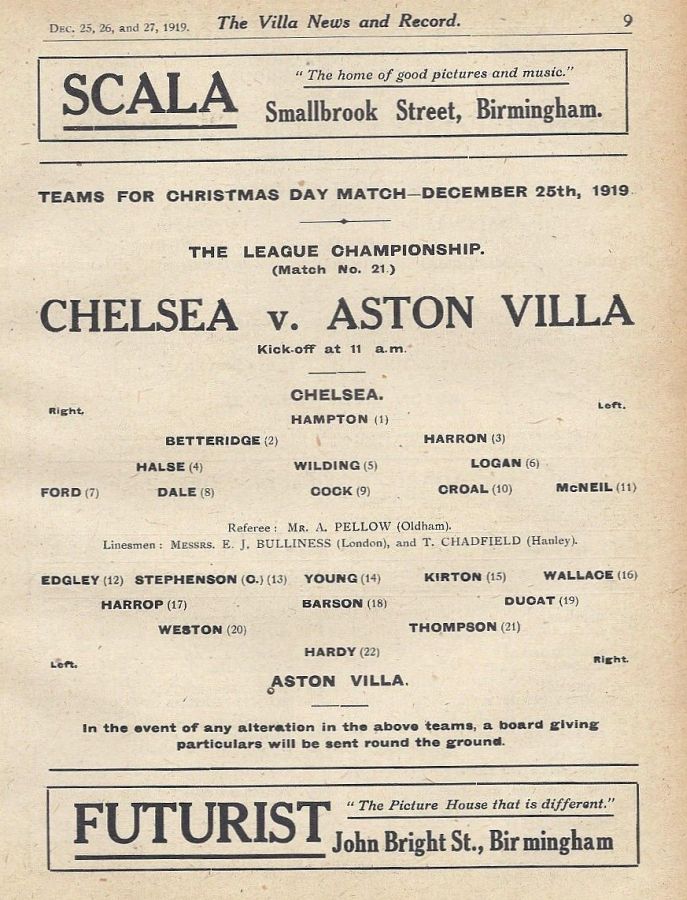 DEC. 25, 26, and 27, 1919. The Villa News and Record. 9
SCALA
" The home of good pictures and music."
Smallbrook Street, Birmingham.
TEAMS FOR CHRISTMAS DAY MATCH—DECEMBER 25th, 1919.
THE LEAGUE CHAMPIONSHIP.
(Match No. 21.)
CHELSEA v. ASTON VILLA
Kick-off at 11 a.m.
CHELSEA.
Right, Left.
HAMPTON (1)
BETTERIDGE (2) HARRON (3)
HALSE (4) WILDING (5) LOGAN (6)
FORD (7) DALE (8) COCK (9) CROAL (10) McNEIL (11)
Referee : MR. A. PELLOW (Oldham).
Linesmen : MESSRS. E. J. BULLINESS (London), and T. CHADFIELD (Hanley).
EDGLEY (12) STEPHENSON (C.) (13) YOUNG (14) KIRTON (15) WALLACE (16)
HARROP (17) BARSON (18) DUCAT (19)
WESTON (20) THOMPSON (21)
HARDY (22)
Left. Right.
ASTON VILLA.
In the event of any alteration in the above teams, a board giving
particulars will be sent round the ground.
FUTURIST
" The Picture House that is different."
John Bright St., Birmingham